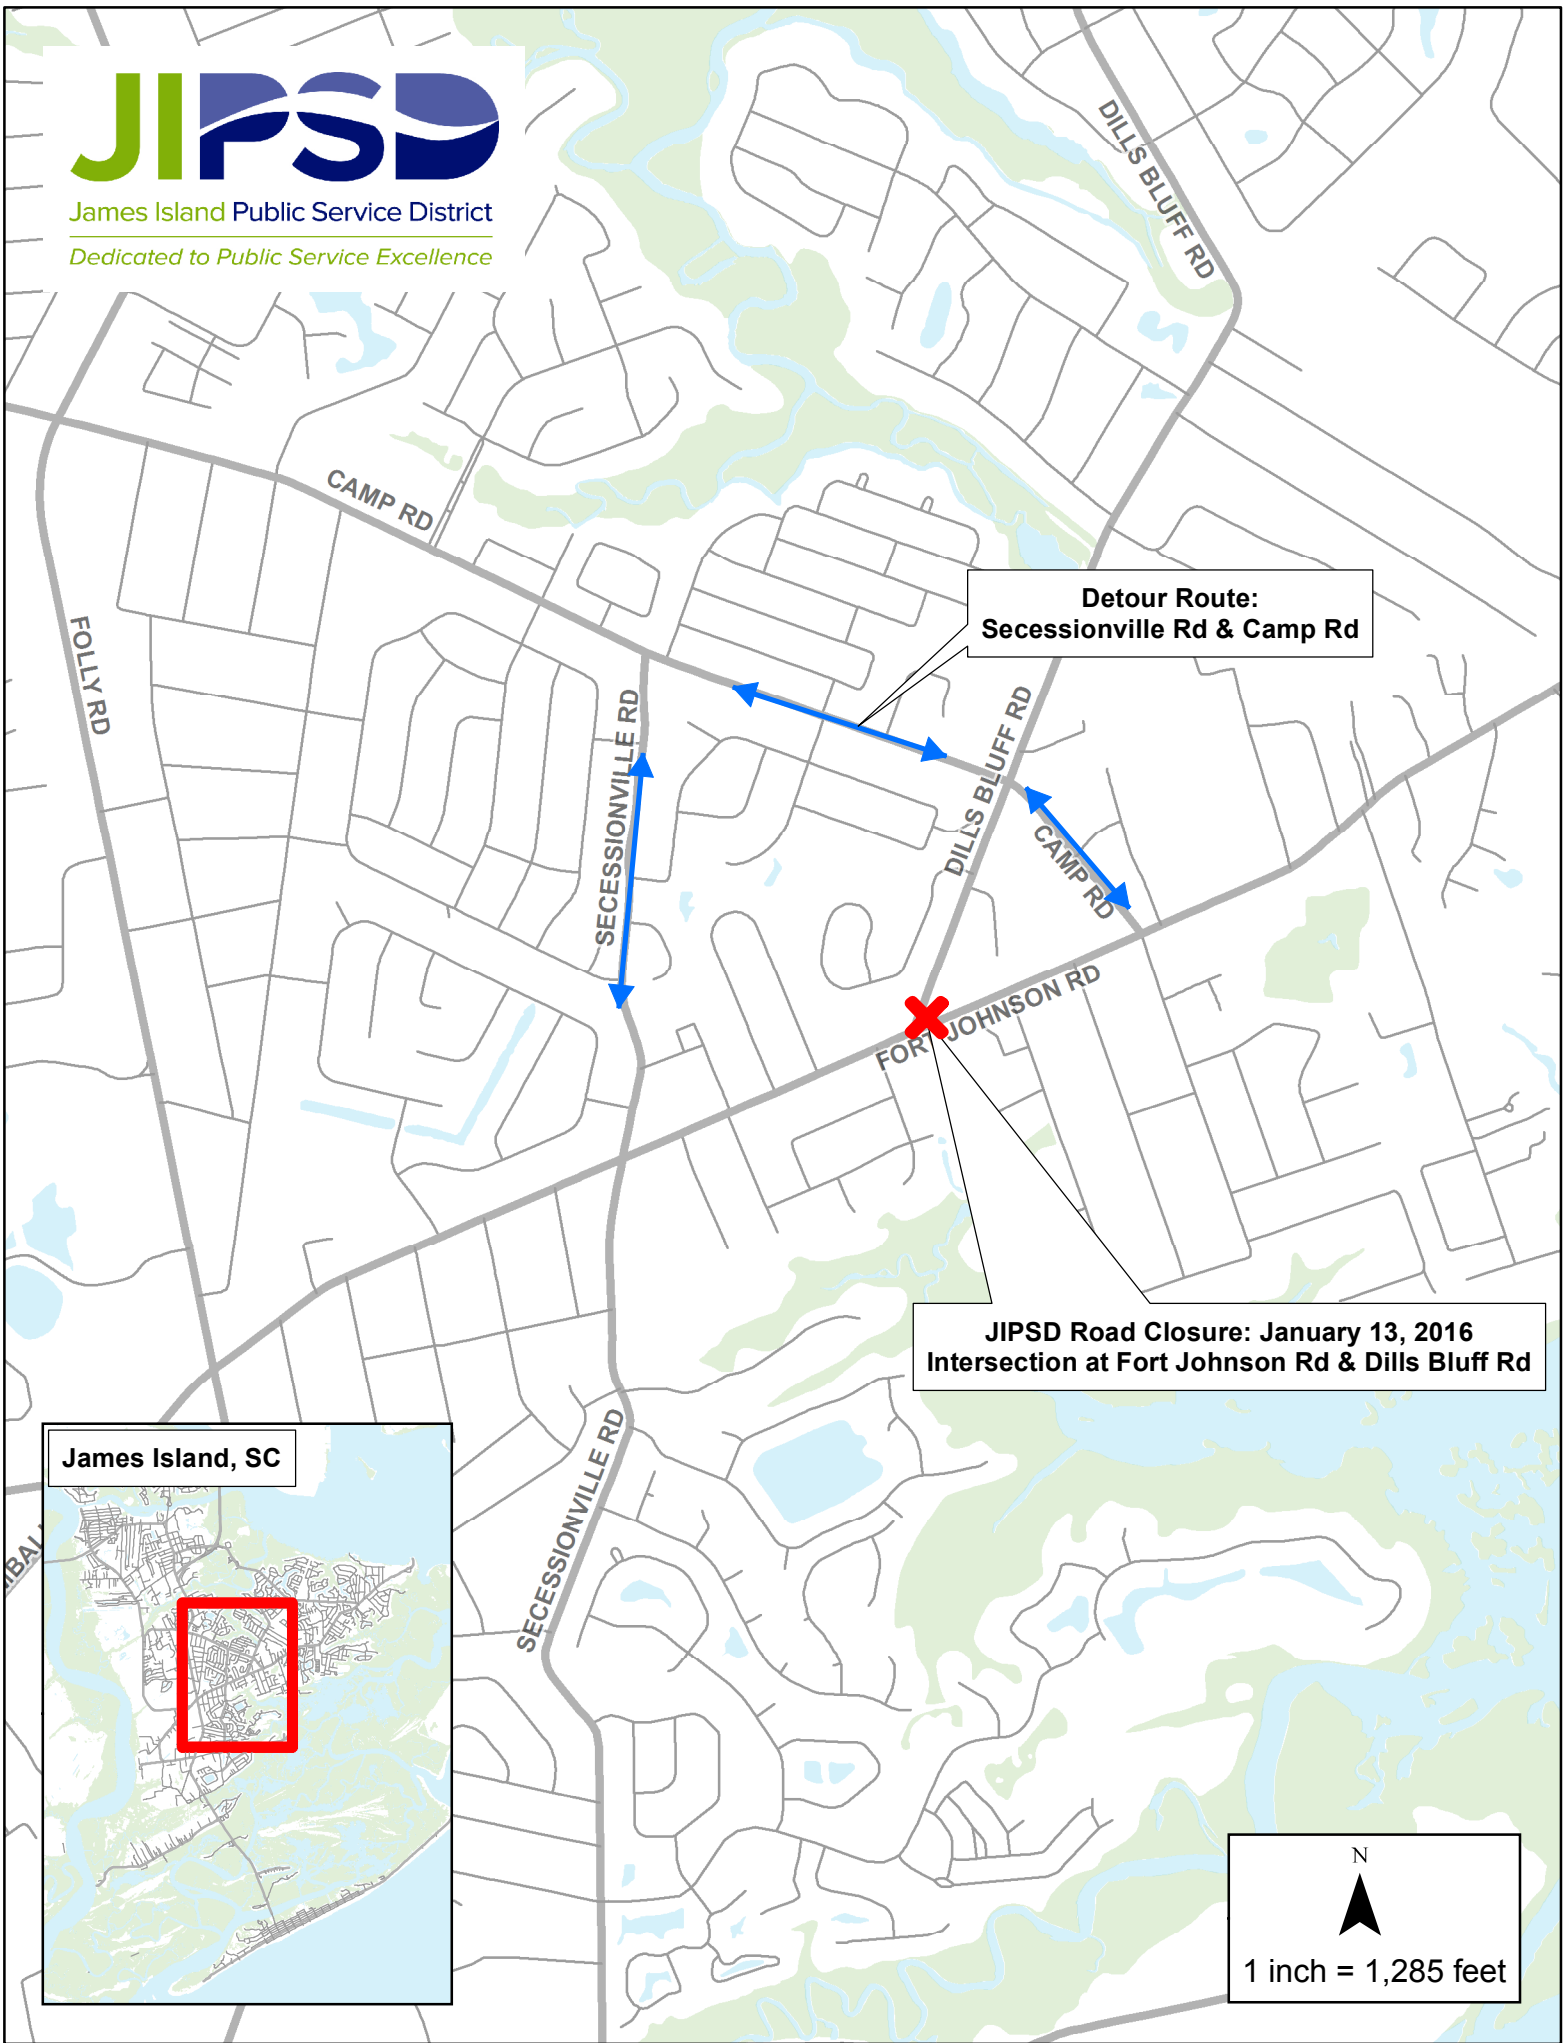 JIPSD
James Island Public Service District
Dedicated to Public Service Excellence
DILLS BLUFF RD
CAMP RD
FOLLY RD
Detour Route:
Secessionville Rd & Camp Rd
SECESSIONVILLE RD
DILLS BLUFF RD
CAMP RD
FORT JOHNSON RD
JIPSD Road Closure: January 13, 2016
Intersection at Fort Johnson Rd & Dills Bluff Rd
SECESSIONVILLE RD
James Island, SC
N
1 inch = 1,285 feet